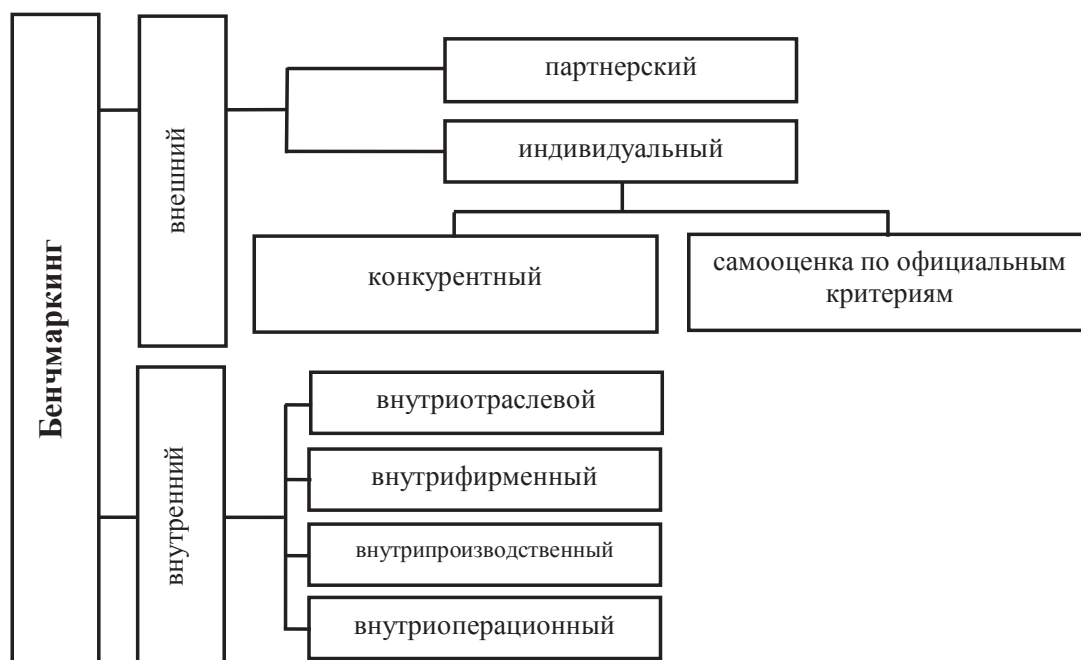 Бенчмаркинг
внешний
партнерский
индивидуальный
конкурентный
самооценка по официальным
критериям
внутренний
внутриотраслевой
внутрифирменный
внутрипроизводственный
внутриоперационный